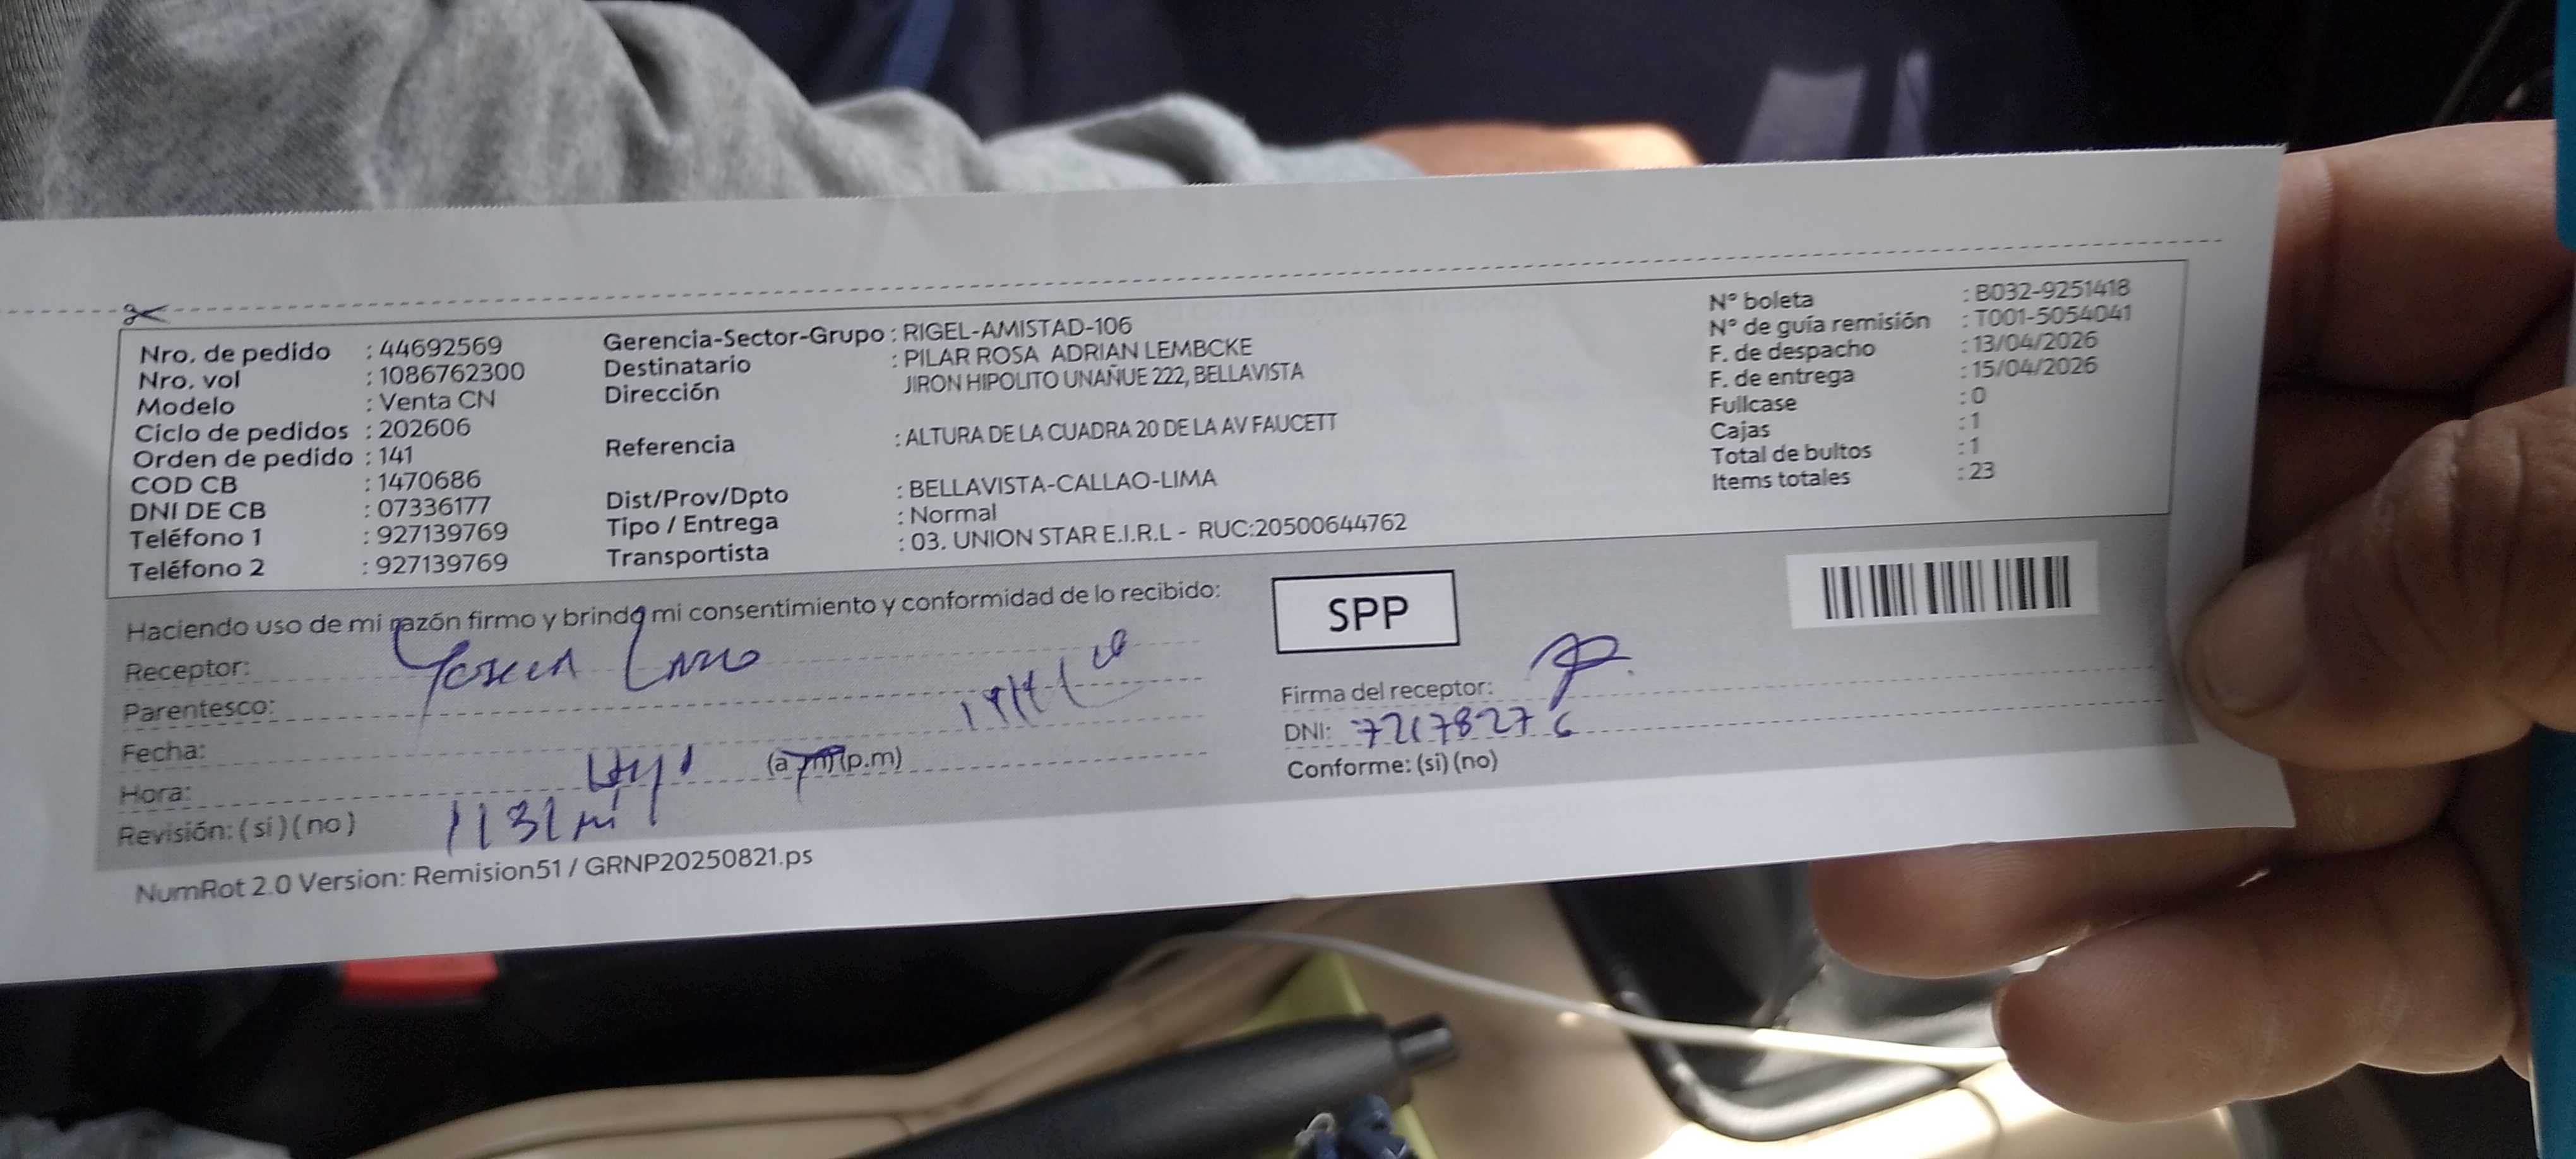 Nro. de pedido : 44692569
Nro. vol : 1086762300
Modelo : Venta CN
Ciclo de pedidos : 202606
Orden de pedido : 141
COD CB : 1470686
DNI DE CB : 07336177
Teléfono 1 : 927139769
Teléfono 2 : 927139769
Gerencia-Sector-Grupo : RIGEL-AMISTAD-106
Destinatario : PILAR ROSA ADRIAN LEMBCKE
Dirección JIRON HIPOLITO UNAÑUE 222, BELLAVISTA
Referencia : ALTURA DE LA CUADRA 20 DE LA AV FAUCETT
Dist/Prov/Dpto : BELLAVISTA-CALLAO-LIMA
Tipo / Entrega : Normal
Transportista : 03. UNION STAR E.I.R.L - RUC:20500644762
N° boleta : B032-9251418
N° de guía remisión : T001-5054041
F. de despacho : 13/04/2026
F. de entrega : 15/04/2026
Fullcase : 0
Cajas : 1
Total de bultos : 1
Items totales : 23
Haciendo uso de mi razón firmo y brindo mi consentimiento y conformidad de lo recibido:
Receptor:
Parentesco:
Fecha:
Hora: (a.m) (p.m)
Revisión: (si) (no)
SPP
Firma del receptor:
DNI: 72178276
Conforme: (si) (no)
NumRot 2.0 Version: Remision51 / GRNP20250821.ps